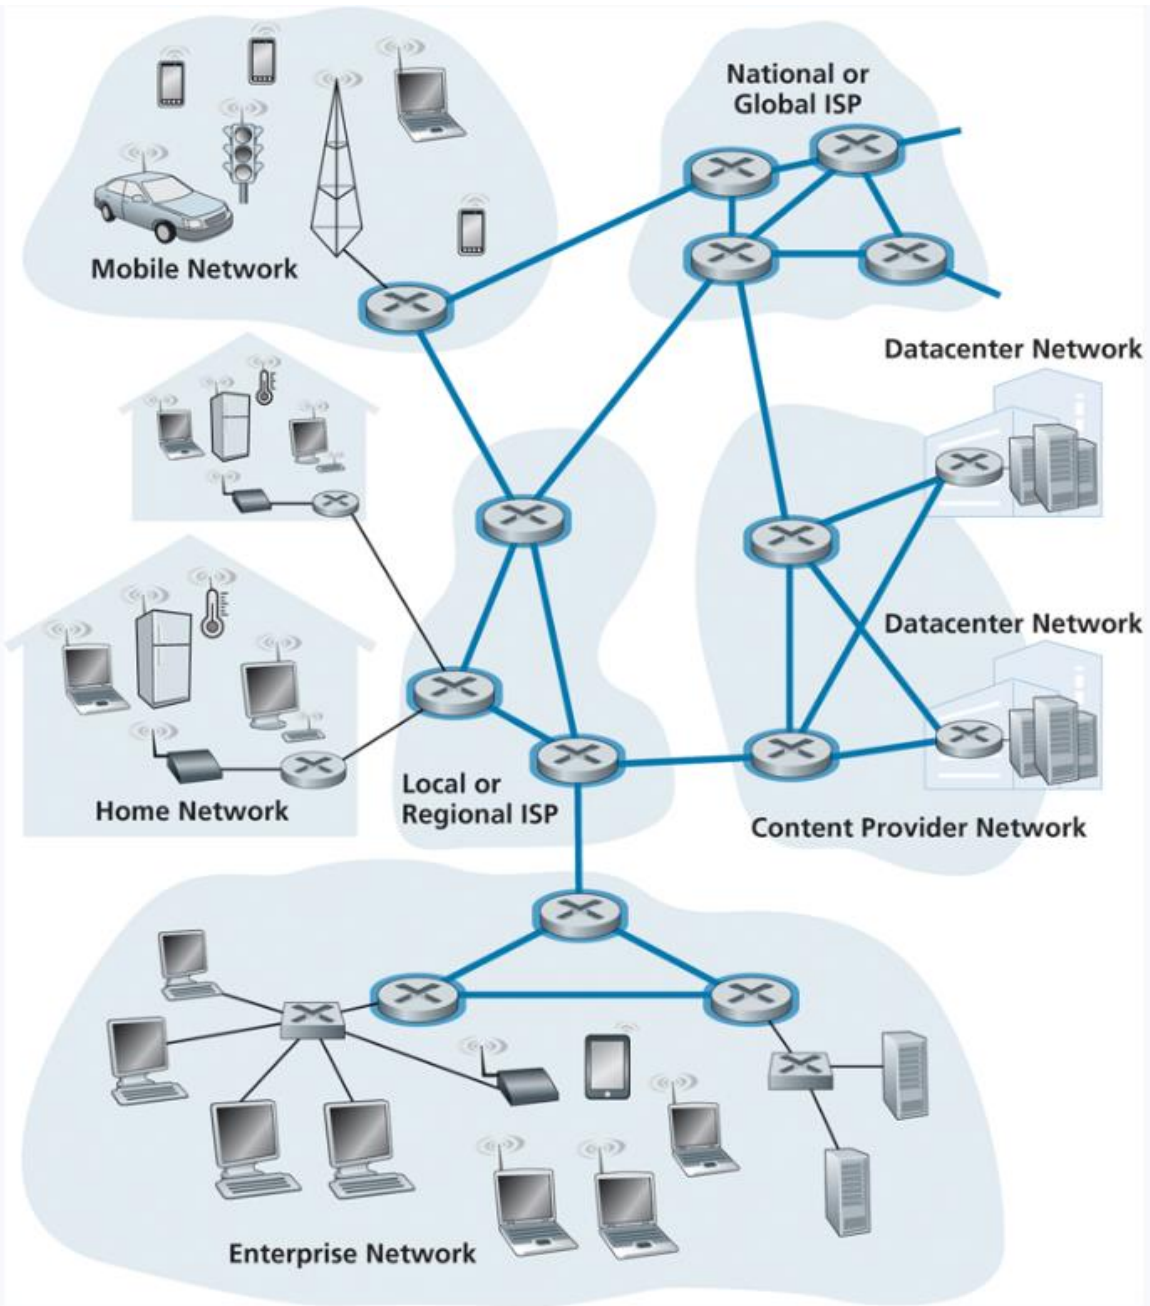 National or
Global ISP
Mobile Network
Datacenter Network
Datacenter Network
Home Network
Local or
Regional ISP
Content Provider Network
Enterprise Network